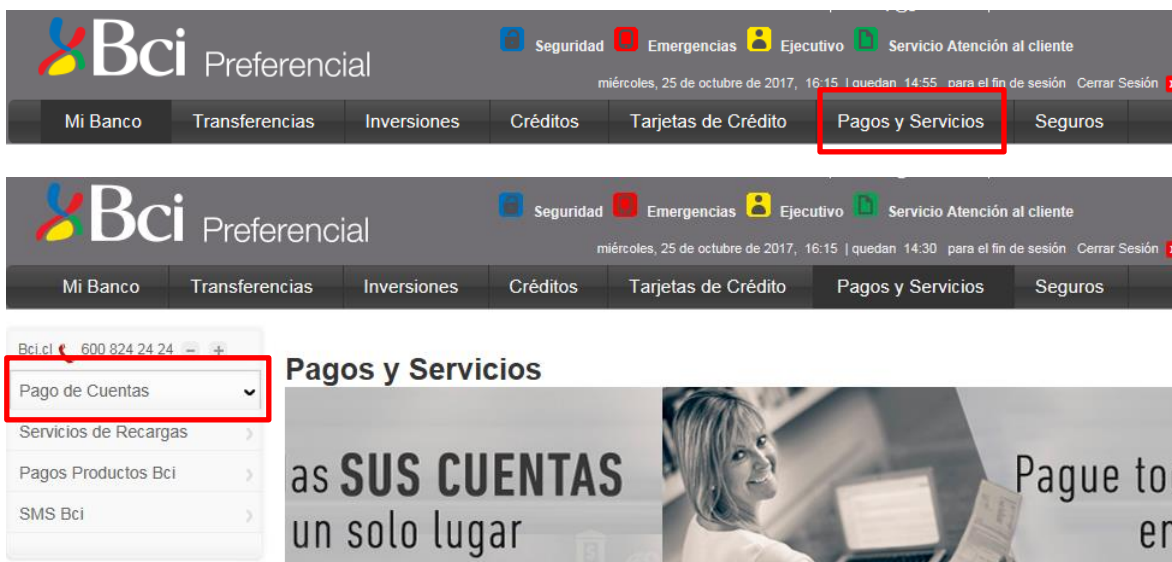 Bci Preferencial
Seguridad Emergencias Ejecutivo Servicio Atención al cliente
miércoles, 25 de octubre de 2017, 16:15 | quedan 14:55 para el fin de sesión Cerrar Sesión
Mi Banco Transferencias Inversiones Créditos Tarjetas de Crédito Pagos y Servicios Seguros
Bci Preferencial
Seguridad Emergencias Ejecutivo Servicio Atención al cliente
miércoles, 25 de octubre de 2017, 16:15 | quedan 14:30 para el fin de sesión Cerrar Sesión
Mi Banco Transferencias Inversiones Créditos Tarjetas de Crédito Pagos y Servicios Seguros
Bci.cl 600 824 24 24 - +
Pago de Cuentas
Servicios de Recargas
Pagos Productos Bci
SMS Bci
Pagos y Servicios
as SUS CUENTAS
un solo lugar
Pague to
en